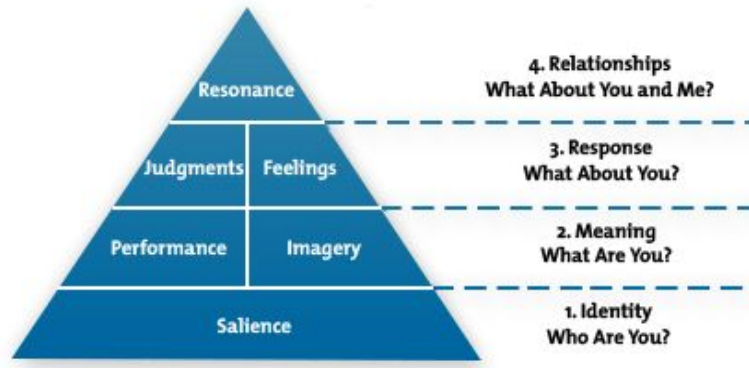 Resonance
4. Relationships
What About You and Me?
Judgments
Feelings
3. Response
What About You?
Performance
Imagery
2. Meaning
What Are You?
Salience
1. Identity
Who Are You?